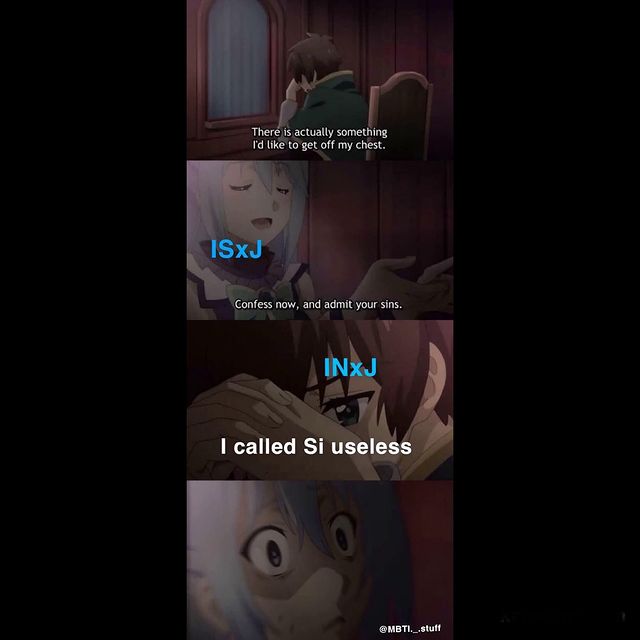 There is actually something
I'd like to get off my chest.
ISxJ
Confess now, and admit your sins.
INxJ
I called Si useless
@MBTI._.stuff